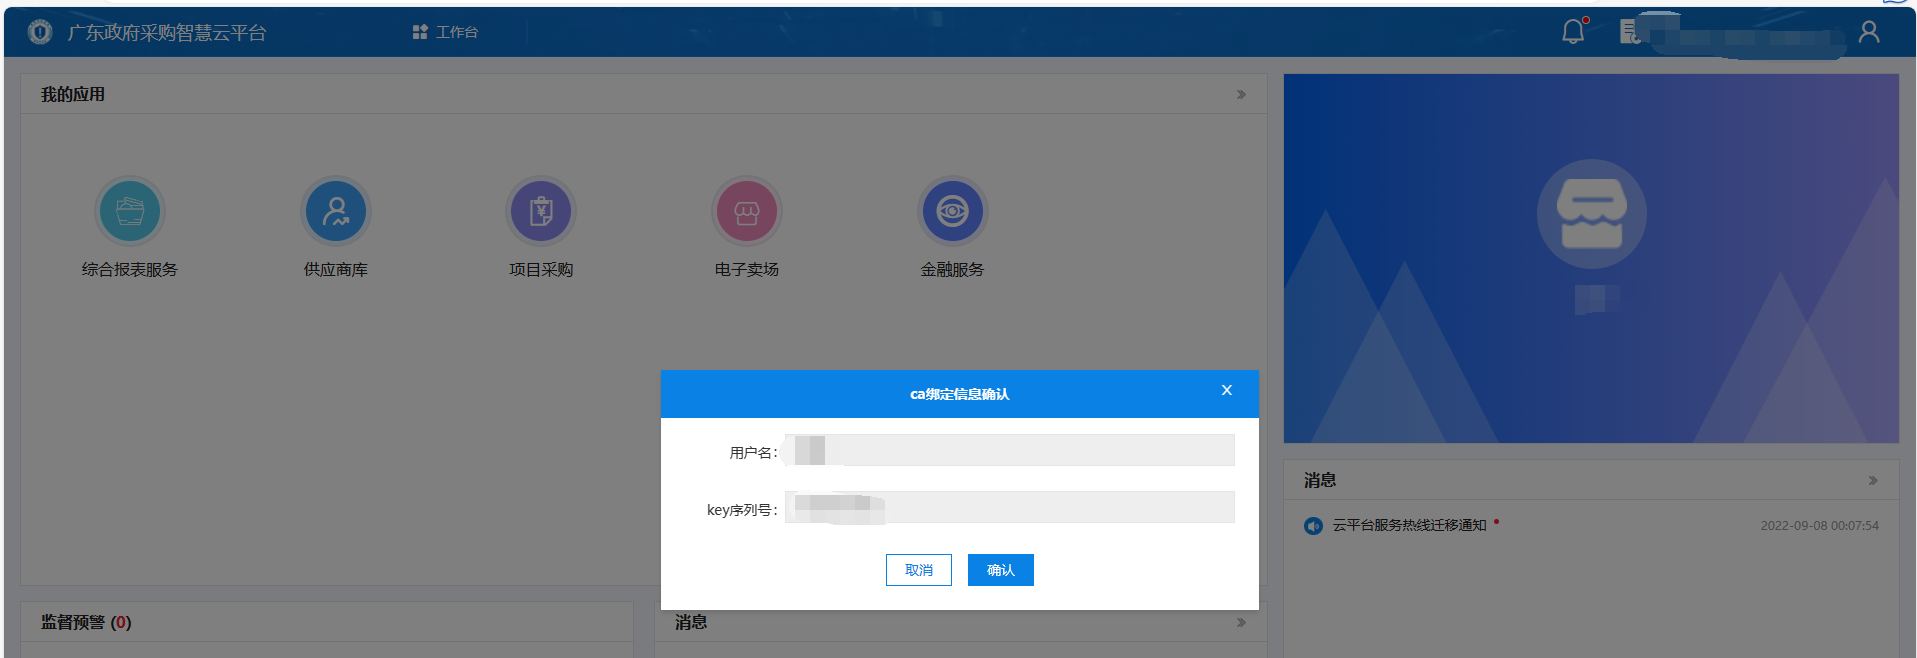 广东政府采购智慧云平台
工作台
我的应用
综合报表服务
供应商库
项目采购
电子卖场
金融服务
ca绑定信息确认
X
用户名:
key序列号:
取消
确认
消息
云平台服务热线迁移通知
2022-09-08 00:07:54
监督预警 (0)
消息